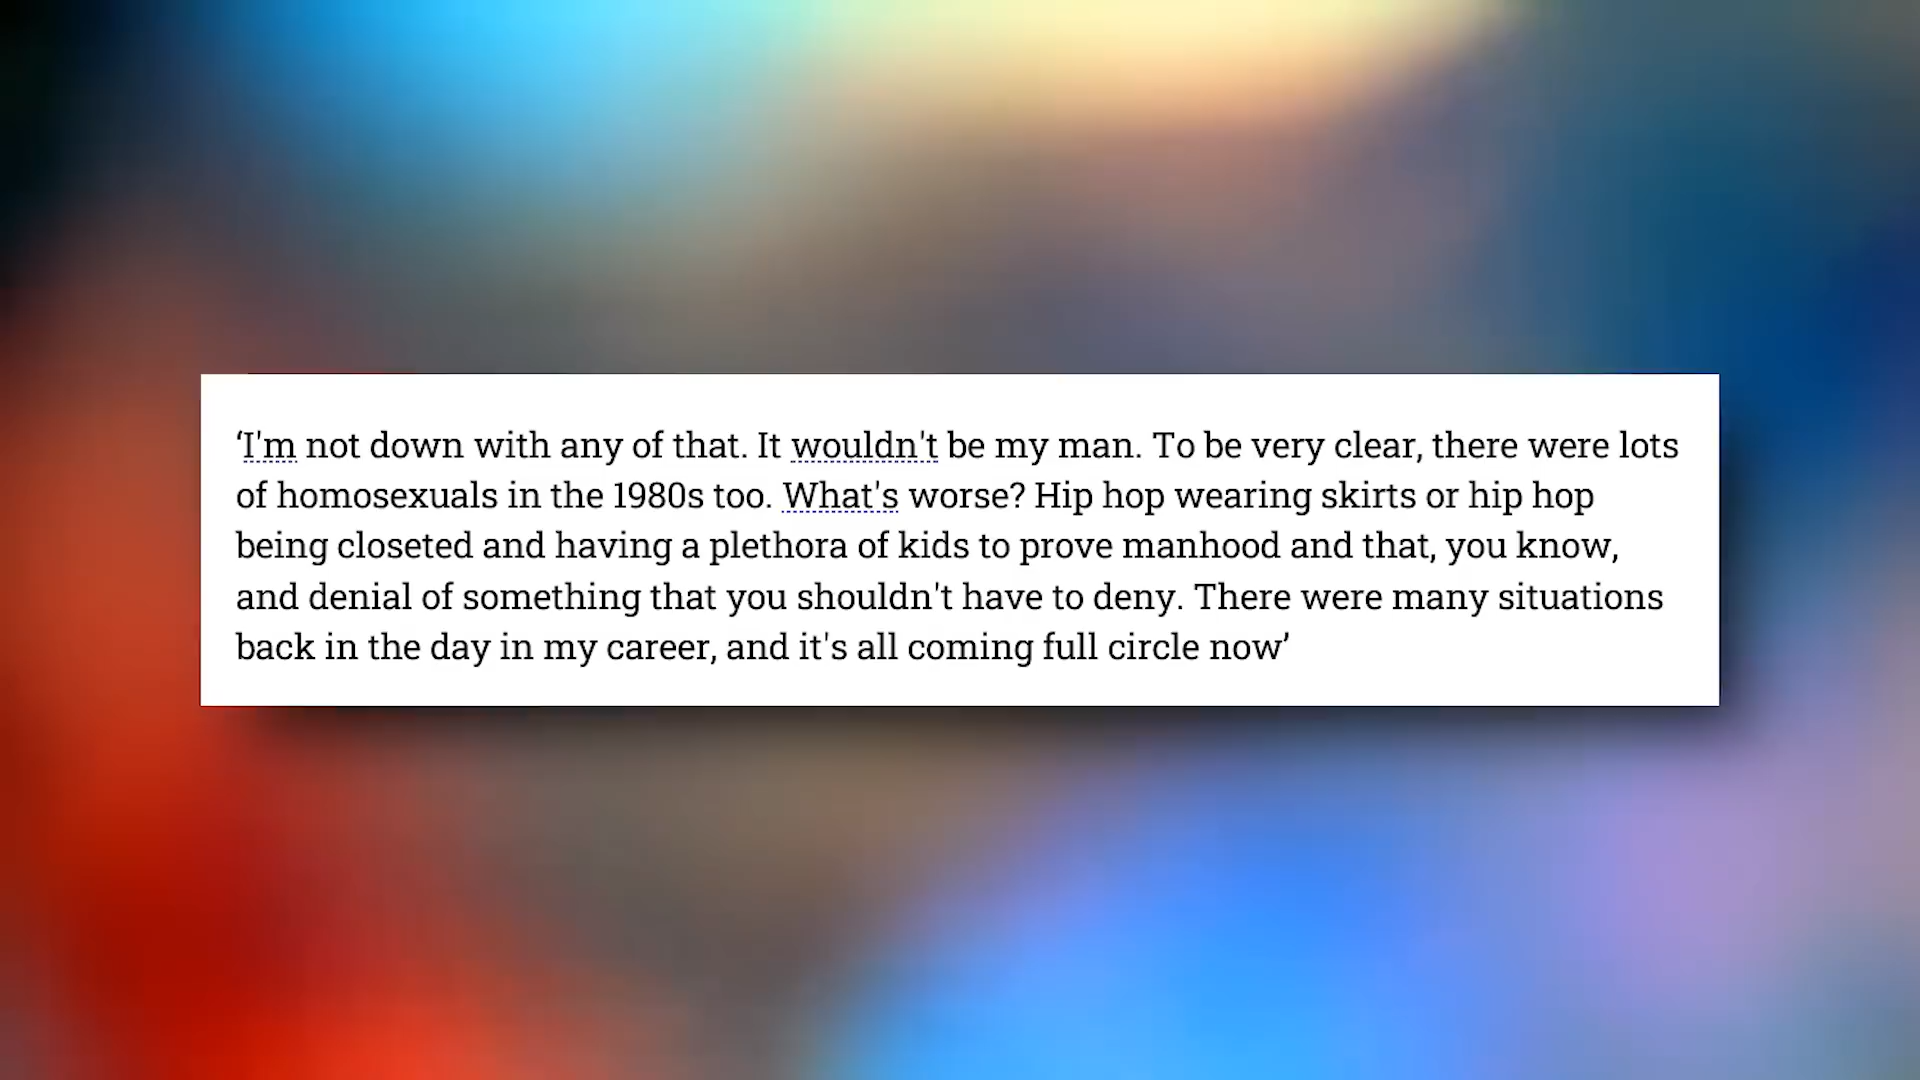 ‘I'm not down with any of that. It wouldn't be my man. To be very clear, there were lots
of homosexuals in the 1980s too. What's worse? Hip hop wearing skirts or hip hop
being closeted and having a plethora of kids to prove manhood and that, you know,
and denial of something that you shouldn't have to deny. There were many situations
back in the day in my career, and it's all coming full circle now’